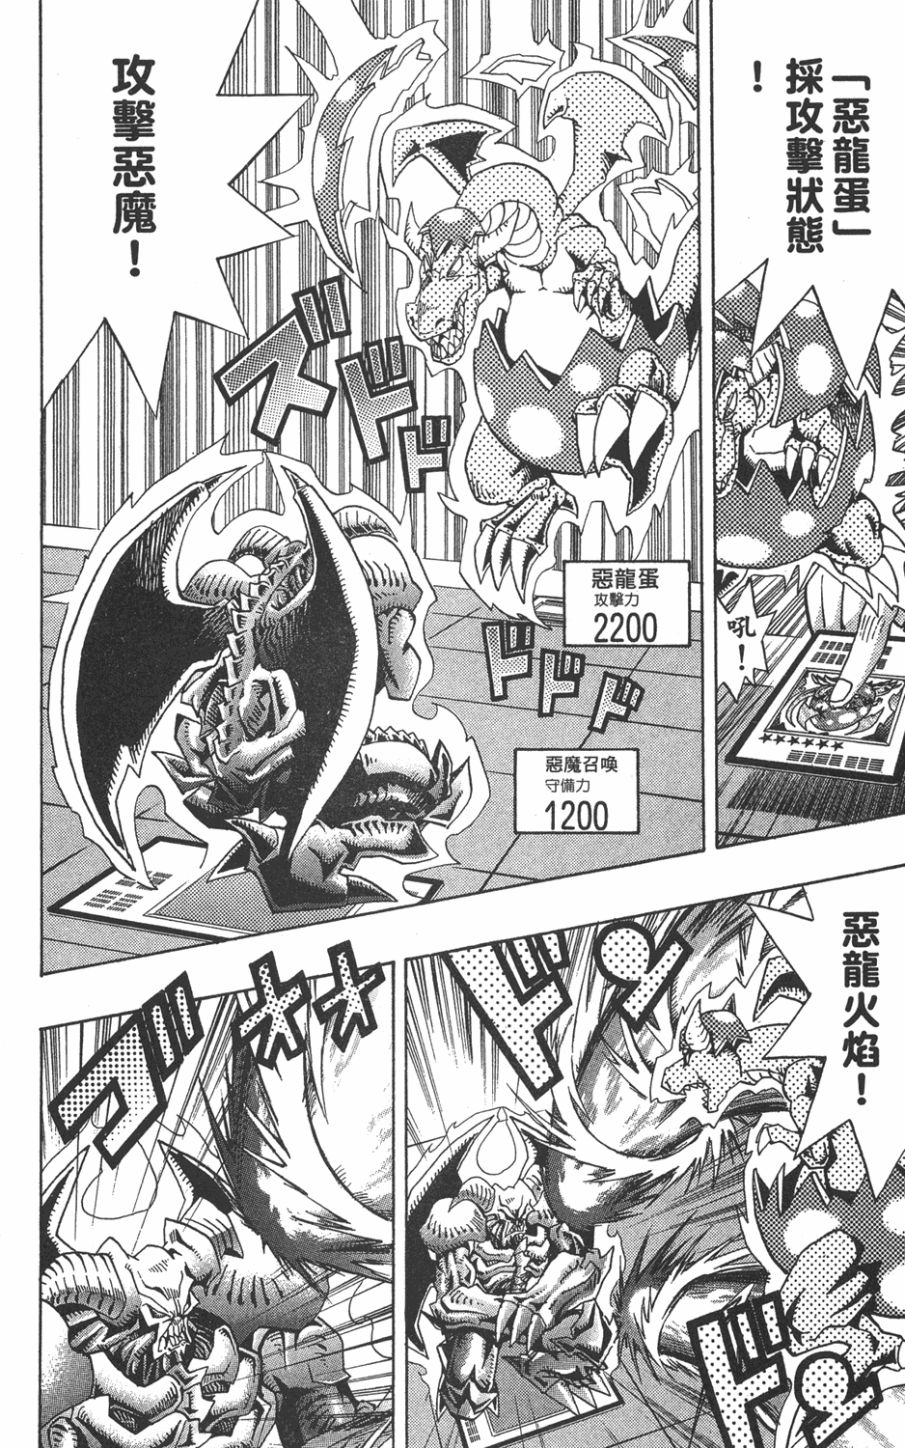 「惡龍蛋」
採攻擊狀態
！
吼！
攻擊惡魔！
ズ
ドド
ド
惡龍蛋
攻擊力
2200
ドドド
惡魔召喚
守備力
1200
惡龍火焰！
ドン
ドン
ゴオオ